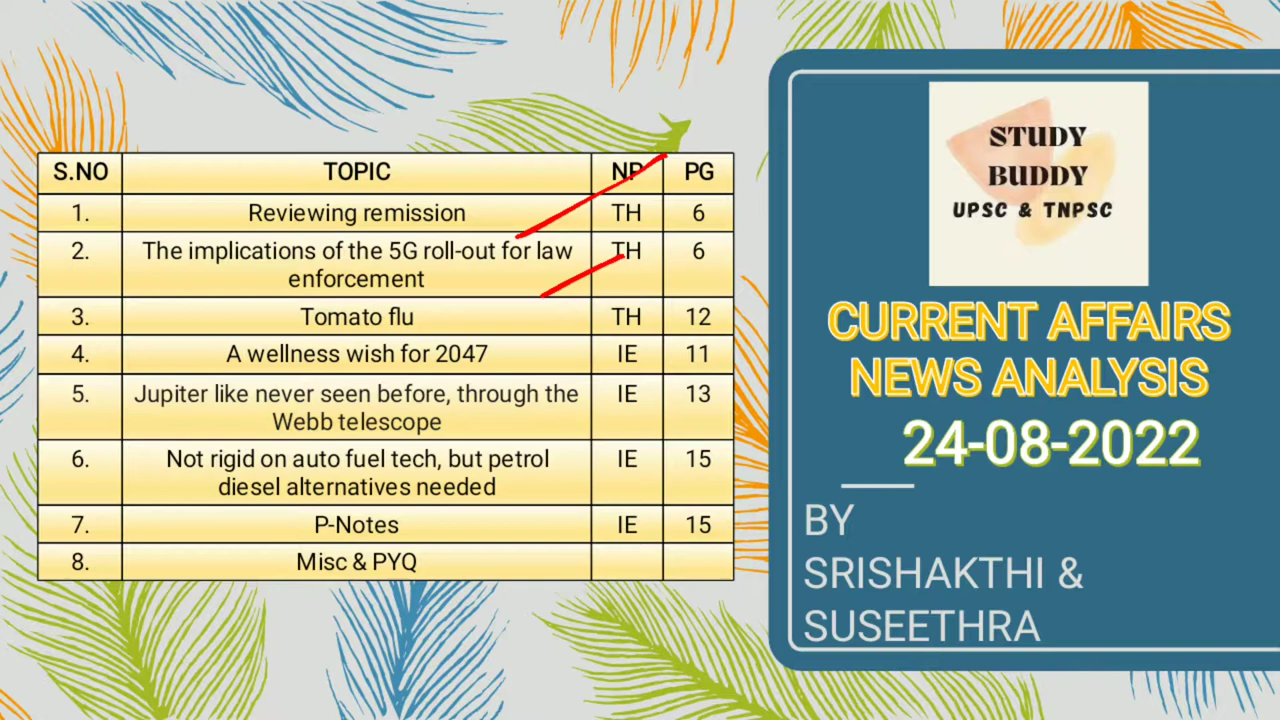 S.NO TOPIC NP PG
1. Reviewing remission TH 6
2. The implications of the 5G roll-out for law TH 6
enforcement
3. Tomato flu TH 12
4. A wellness wish for 2047 IE 11
5. Jupiter like never seen before, through the IE 13
Webb telescope
6. Not rigid on auto fuel tech, but petrol IE 15
diesel alternatives needed
7. P-Notes IE 15
8. Misc & PYQ
STUDY
BUDDY
UPSC & TNPSC
CURRENT AFFAIRS
NEWS ANALYSIS
24-08-2022
BY
SRISHAKTHI &
SUSEETHRA